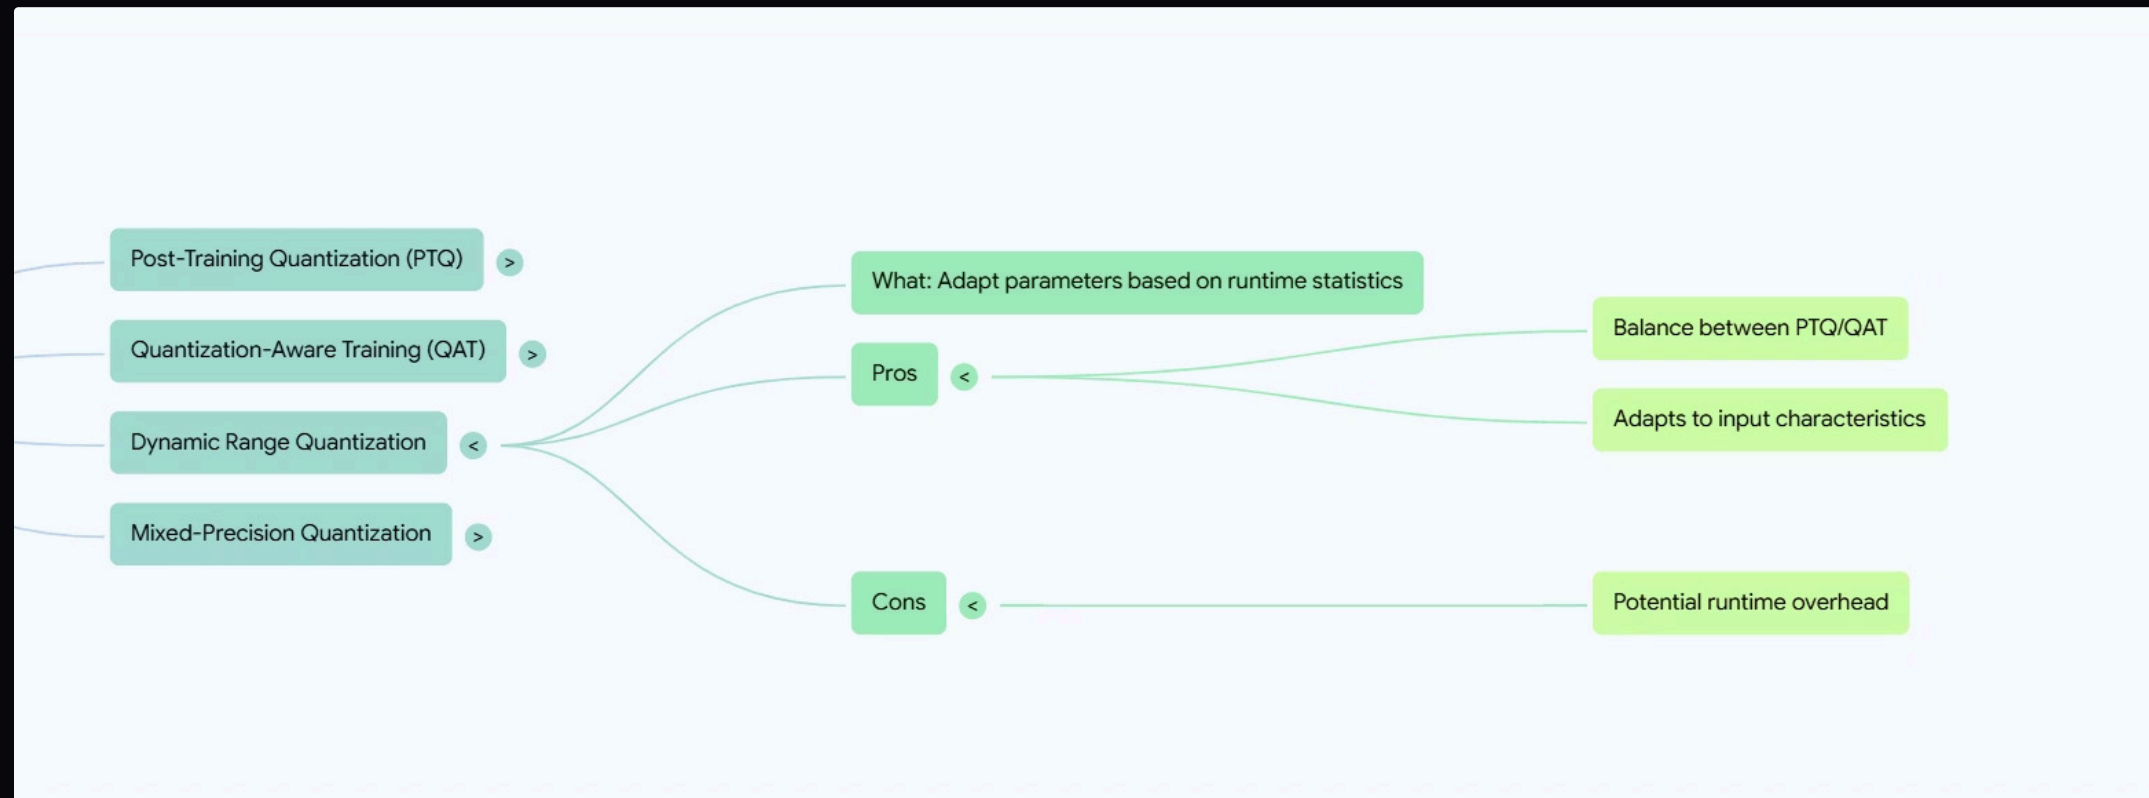 Post-Training Quantization (PTQ) >
Quantization-Aware Training (QAT) >
Dynamic Range Quantization <
Mixed-Precision Quantization >
What: Adapt parameters based on runtime statistics
Pros <
Balance between PTQ/QAT
Adapts to input characteristics
Cons <
Potential runtime overhead